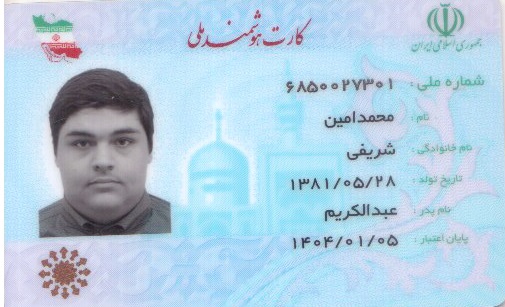 جمهوری اسلامی ایران
کارت هوشمند ملی
شماره ملی : ۶۸۵۰۰۲۷۳۰۱
نام : محمدامین
نام خانوادگی : شریفی
تاریخ تولد : ۱۳۸۱/۰۵/۲۸
نام پدر : عبدالکریم
پایان اعتبار : ۱۴۰۴/۰۱/۰۵